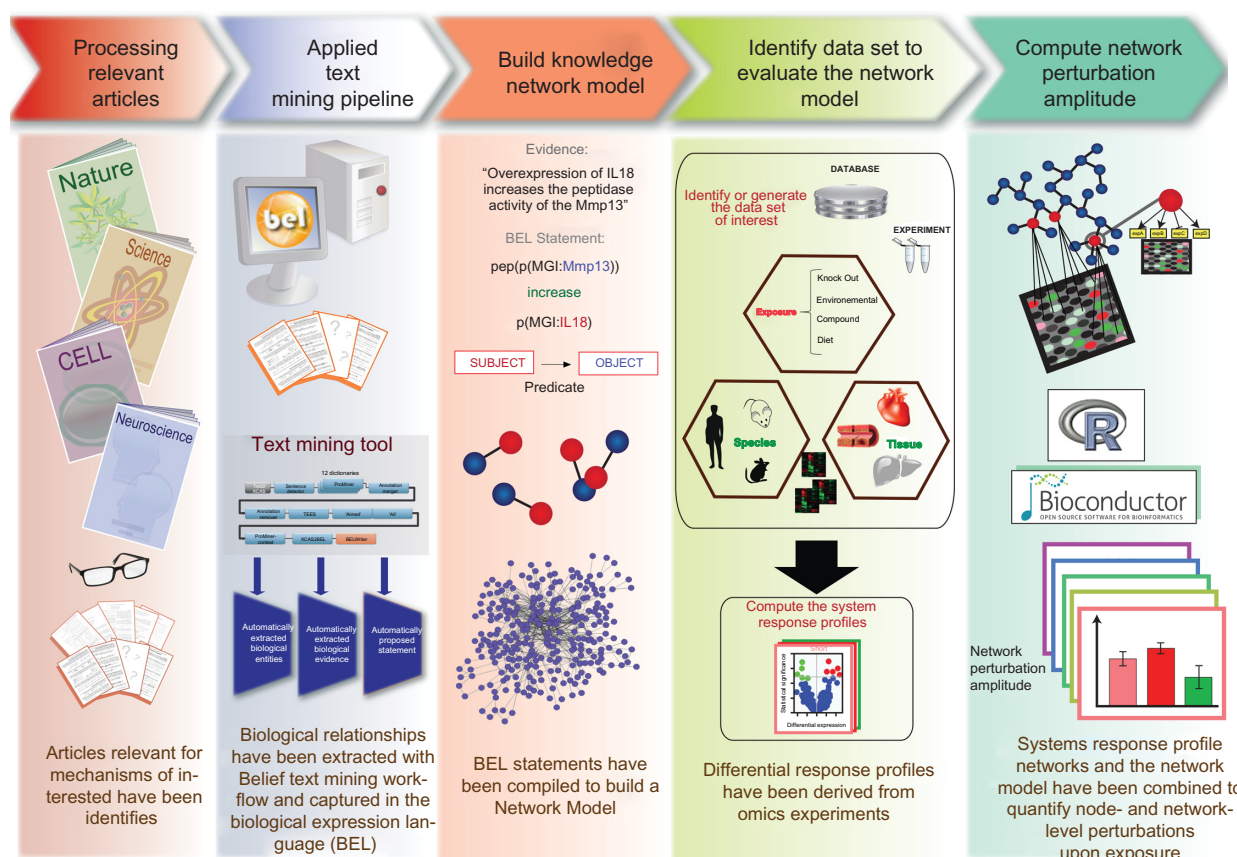 Processing
relevant
articles
Applied
text
mining pipeline
Build knowledge
network model
Identify data set to
evaluate the network
model
Compute network
perturbation
amplitude
Nature
Science
CELL
Neuroscience
Articles relevant for
mechanisms of in-
terested have been
identifies
bel
Text mining tool
12 dictionaries
Sentence
detector
ProMiner
Annotation
merger
Annotation
removal
TEES
ProMiner-
context
XCAS2BEL
BELWriter
Automatically
extracted
biological
entities
Automatically
extracted
biological
evidence
Automatically
proposed
statement
Biological relationships
have been extracted with
Belief text mining work-
flow and captured in the
biological expression lan-
guage (BEL)
Evidence:
“Overexpression of IL18
increases the peptidase
activity of the Mmp13”
BEL Statement:
pep(p(MGI:Mmp13))
increase
p(MGI:IL18)
SUBJECT
OBJECT
Predicate
BEL statements have
been compiled to build a
Network Model
DATABASE
Identify or generate
the data set
of interest
EXPERIMENT
Exposure
Knock Out
Environemental
Compound
Diet
Species
Tissue
Compute the system
response profiles
Short
Statistical significance
Differential expression
Differential response profiles
have been derived from
omics experiments
expA
expB
expC
expD
R
Bioconductor
OPEN SOURCE SOFTWARE FOR BIOINFORMATICS
Network
perturbation
amplitude
Systems response profile
networks and the network
model have been combined to
quantify node- and network-
level perturbations
upon exposure